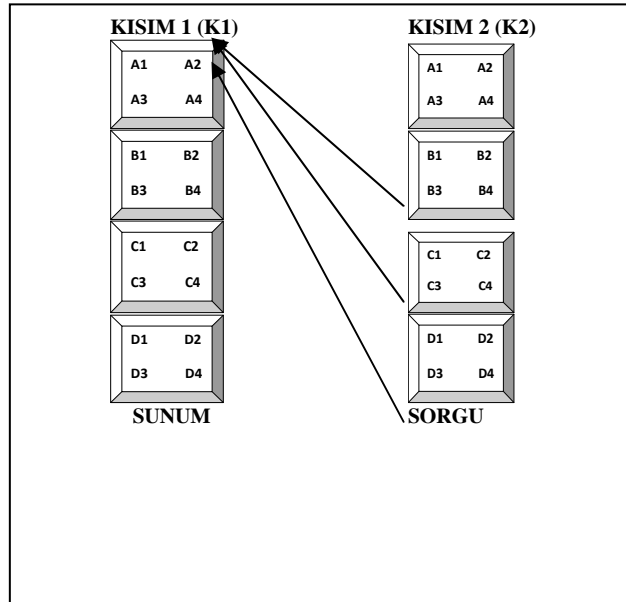 KISIM 1 (K1)
A1 A2
A3 A4
B1 B2
B3 B4
C1 C2
C3 C4
D1 D2
D3 D4
SUNUM
KISIM 2 (K2)
A1 A2
A3 A4
B1 B2
B3 B4
C1 C2
C3 C4
D1 D2
D3 D4
SORGU